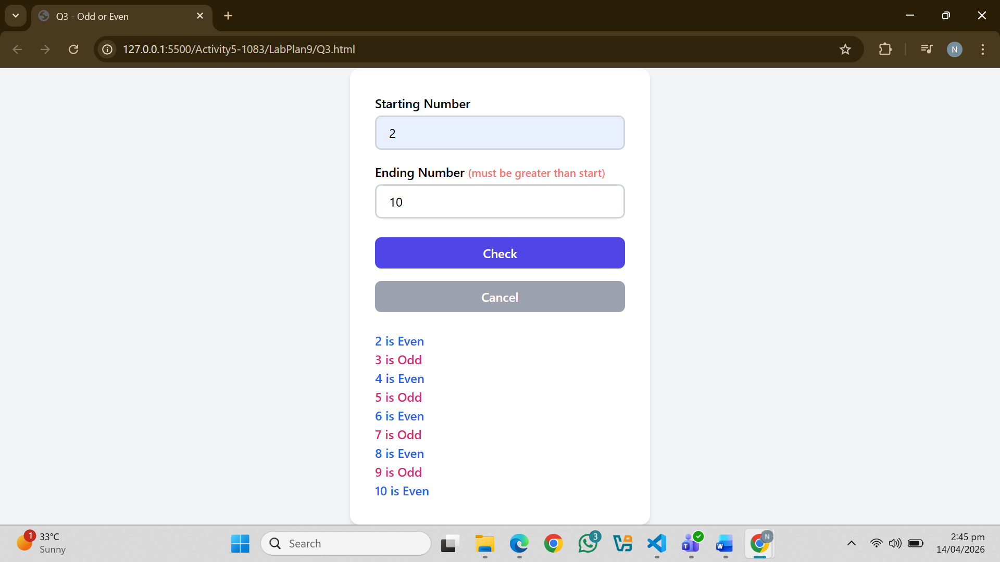 Q3 - Odd or Even
127.0.0.1:5500/Activity5-1083/LabPlan9/Q3.html
N
Starting Number
2
Ending Number (must be greater than start)
10
Check
Cancel
2 is Even
3 is Odd
4 is Even
5 is Odd
6 is Even
7 is Odd
8 is Even
9 is Odd
10 is Even
1
33°C
Sunny
Search
3
T
W
N
2:45 pm
14/04/2026